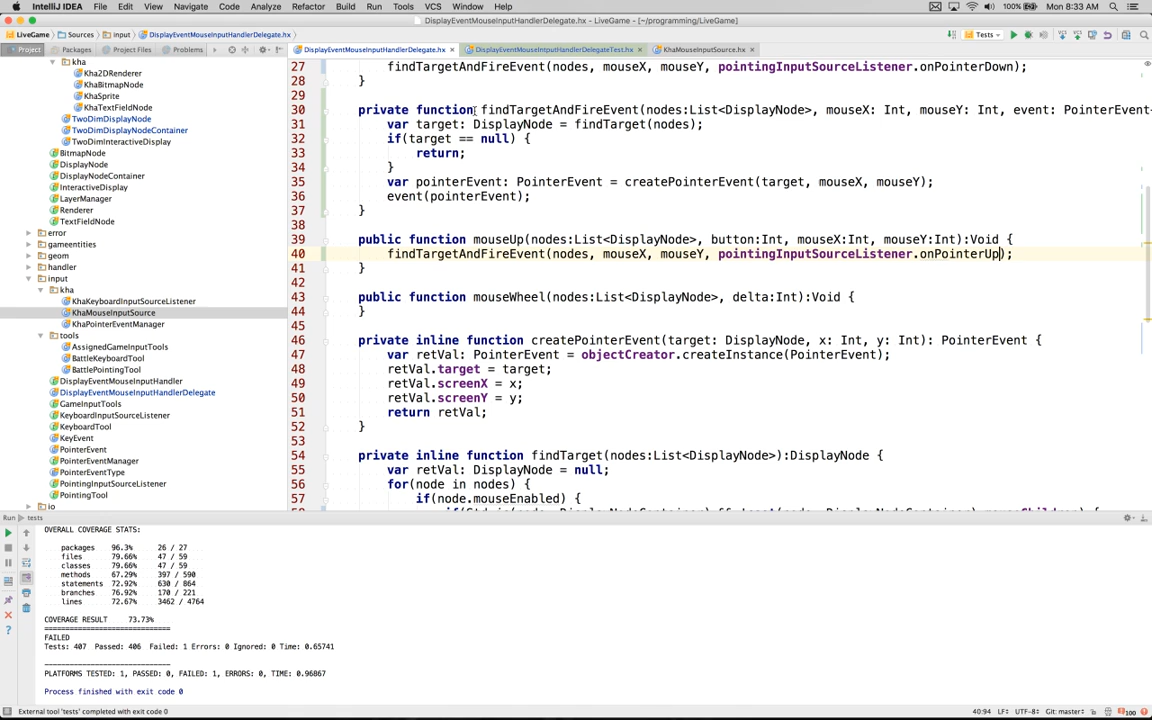 IntelliJ IDEA File Edit View Navigate Code Analyze Refactor Build Run Tools VCS Window Help 100% Mon 8:33 AM
DisplayEventMouseInputHandlerDelegate.hx - LiveGame - [~/programming/LiveGame]
LiveGame Sources input DisplayEventMouseInputHandlerDelegate.hx Tests
Project Packages Project Files Problems DisplayEventMouseInputHandlerDelegate.hx DisplayEventMouseInputHandlerDelegateTest.hx KhaMouseInputSource.hx
kha
Kha2DRenderer
KhaBitmapNode
KhaSprite
KhaTextFieldNode
TwoDimDisplayNode
TwoDimDisplayNodeContainer
TwoDimInteractiveDisplay
BitmapNode
DisplayNode
DisplayNodeContainer
InteractiveDisplay
LayerManager
Renderer
TextFieldNode
error
gameentities
geom
handler
input
kha
KhaKeyboardInputSourceListener
KhaMouseInputSource
KhaPointerEventManager
tools
AssignedGameInputTools
BattleKeyboardTool
BattlePointingTool
DisplayEventMouseInputHandler
DisplayEventMouseInputHandlerDelegate
GameInputTools
KeyboardInputSourceListener
KeyboardTool
KeyEvent
PointerEvent
PointerEventManager
PointerEventType
PointingInputSourceListener
PointingTool
io
27 findTargetAndFireEvent(nodes, mouseX, mouseY, pointingInputSourceListener.onPointerDown);
28 }
29
30 private function findTargetAndFireEvent(nodes:List<DisplayNode>, mouseX: Int, mouseY: Int, event: PointerEvent
31 var target: DisplayNode = findTarget(nodes);
32 if(target == null) {
33 return;
34 }
35 var pointerEvent: PointerEvent = createPointerEvent(target, mouseX, mouseY);
36 event(pointerEvent);
37 }
38
39 public function mouseUp(nodes:List<DisplayNode>, button:Int, mouseX:Int, mouseY:Int):Void {
40 findTargetAndFireEvent(nodes, mouseX, mouseY, pointingInputSourceListener.onPointerUp);
41 }
42
43 public function mouseWheel(nodes:List<DisplayNode>, delta:Int):Void {
44 }
45
46 private inline function createPointerEvent(target: DisplayNode, x: Int, y: Int): PointerEvent {
47 var retVal: PointerEvent = objectCreator.createInstance(PointerEvent);
48 retVal.target = target;
49 retVal.screenX = x;
50 retVal.screenY = y;
51 return retVal;
52 }
53
54 private inline function findTarget(nodes:List<DisplayNode>):DisplayNode {
55 var retVal: DisplayNode = null;
56 for(node in nodes) {
57 if(node.mouseEnabled) {
Run tests
OVERALL COVERAGE STATS:
packages 96.3% 26 / 27
files 79.66% 47 / 59
classes 79.66% 47 / 59
methods 67.29% 397 / 590
statements 72.92% 630 / 864
branches 76.92% 170 / 221
lines 72.67% 3462 / 4764
COVERAGE RESULT 73.73%
==============================
FAILED
Tests: 407 Passed: 406 Failed: 1 Errors: 0 Ignored: 0 Time: 0.65741
------------------------------
PLATFORMS TESTED: 1, PASSED: 0, FAILED: 1, ERRORS: 0, TIME: 0.96867
Process finished with exit code 0
External tool 'tests' completed with exit code 0 40:94 LF÷ UTF-8÷ Git: master÷ 100